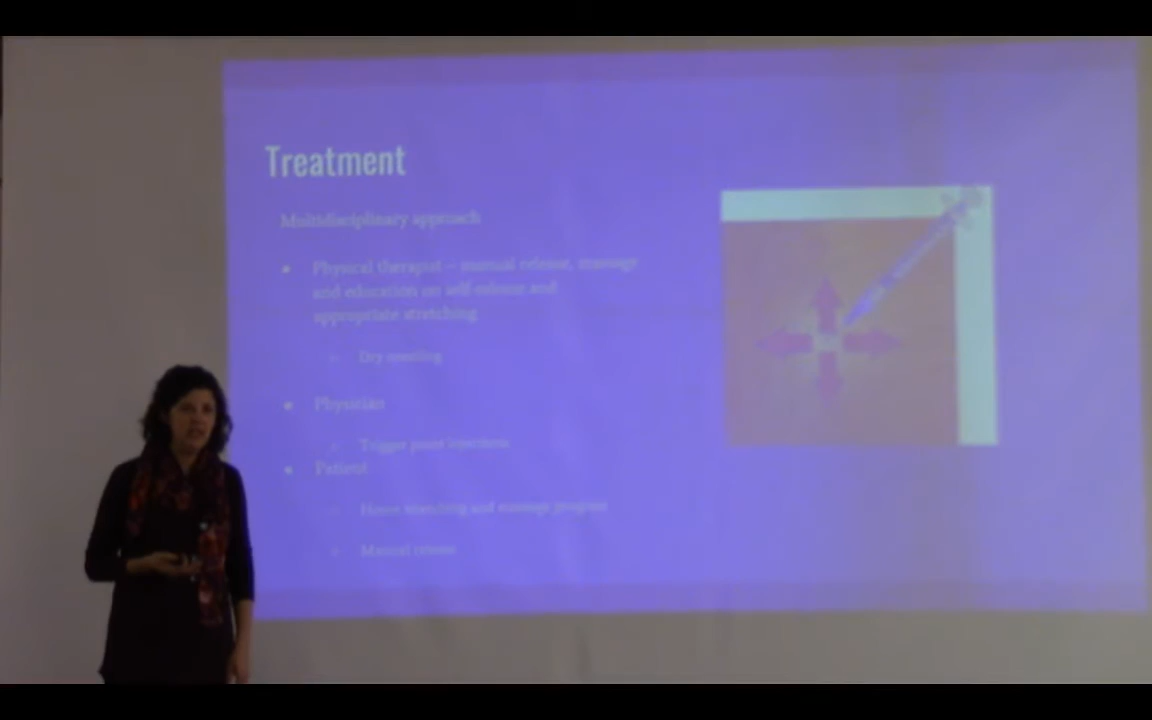 Treatment
Multidisciplinary approach
• Physical therapist – manual release, massage
and education on self-release and
appropriate stretching
Dry needling
• Physician
Trigger point injections
• Patient
Home stretching and massage program
Manual release